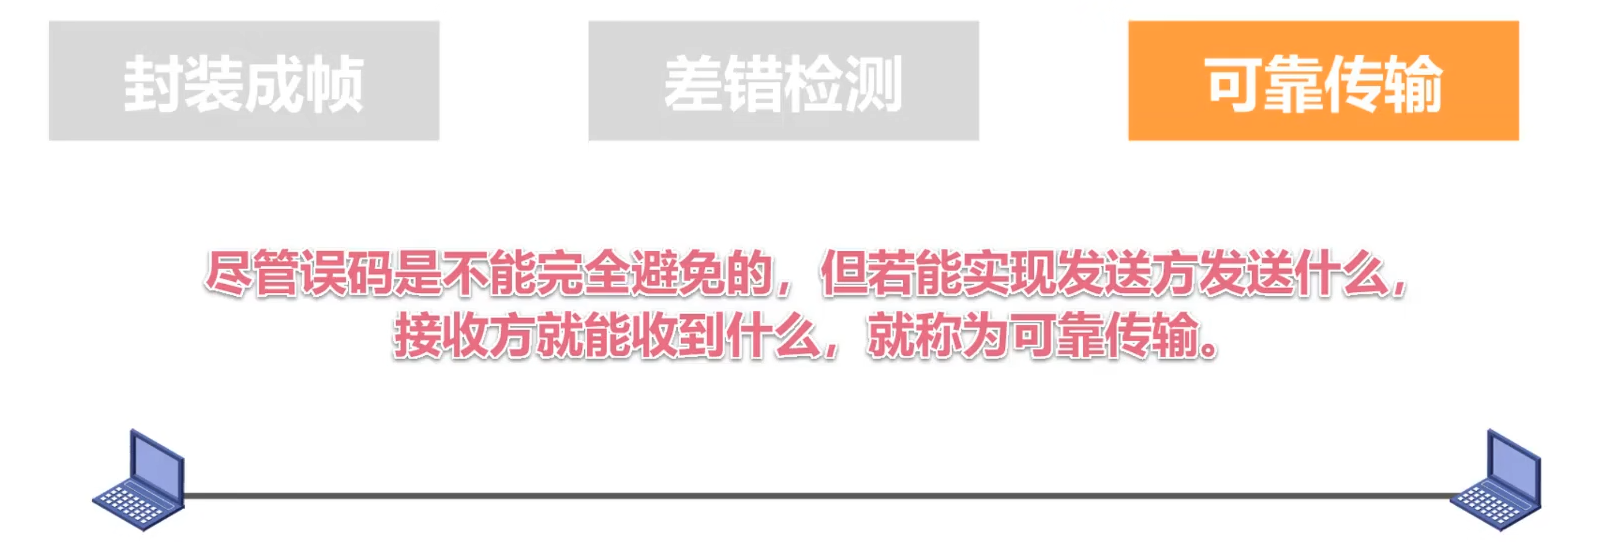 封装成帧
差错检测
可靠传输
尽管误码是不能完全避免的，但若能实现发送方发送什么，
接收方就能收到什么，就称为可靠传输。